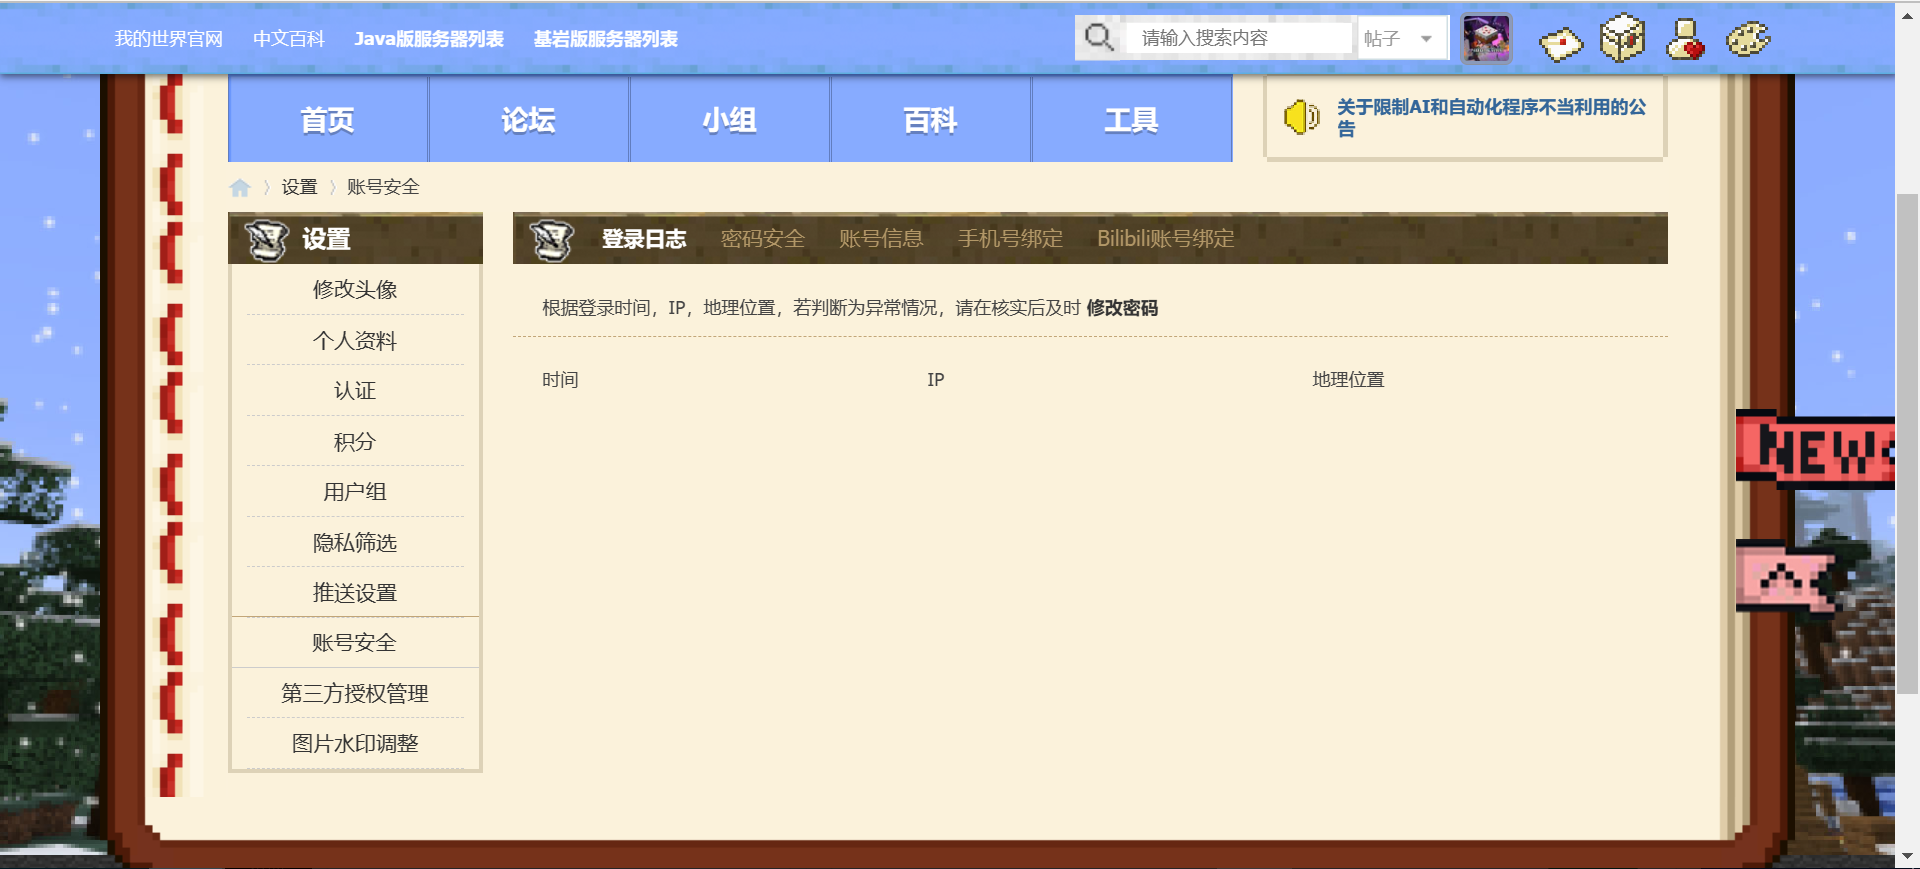 我的世界官网 中文百科 Java版服务器列表 基岩版服务器列表 请输入搜索内容 帖子
首页 论坛 小组 百科 工具
关于限制AI和自动化程序不当利用的公
告
设置 账号安全
设置
修改头像
个人资料
认证
积分
用户组
隐私筛选
推送设置
账号安全
第三方授权管理
图片水印调整
登录日志 密码安全 账号信息 手机号绑定 Bilibili账号绑定
根据登录时间，IP，地理位置，若判断为异常情况，请在核实后及时 修改密码
时间 IP 地理位置
NEW